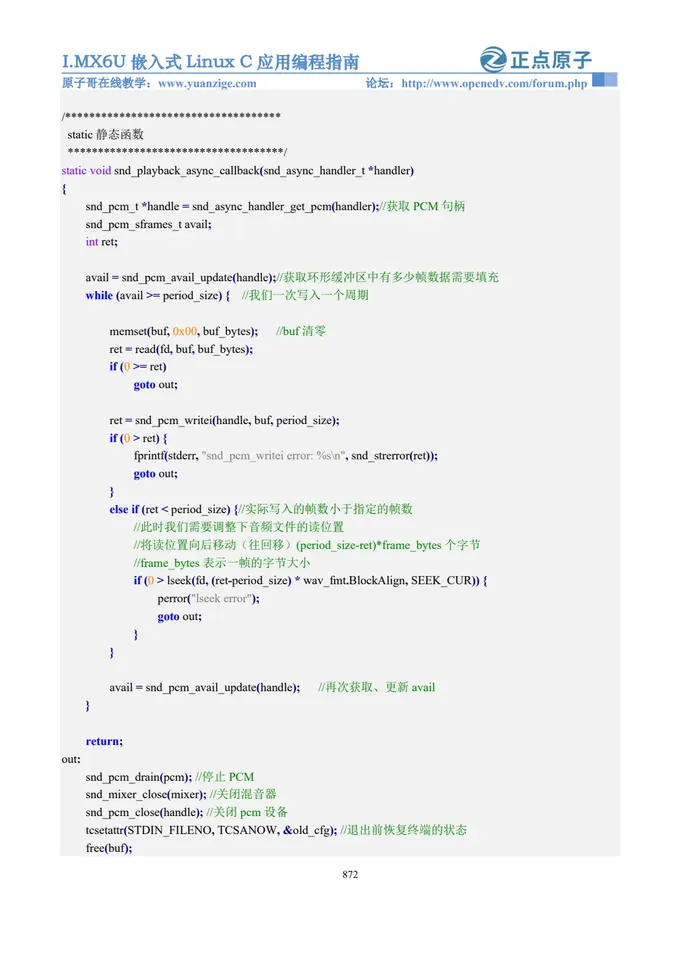 I.MX6U 嵌入式 Linux C 应用编程指南
正点原子
原子哥在线教学：www.yuanzige.com 论坛：http://www.openedv.com/forum.php
/************************************
static 静态函数
************************************/
static void snd_playback_async_callback(snd_async_handler_t *handler)
{
snd_pcm_t *handle = snd_async_handler_get_pcm(handler);//获取 PCM 句柄
snd_pcm_sframes_t avail;
int ret;
avail = snd_pcm_avail_update(handle);//获取环形缓冲区中有多少帧数据需要填充
while (avail >= period_size) { //我们一次写入一个周期
memset(buf, 0x00, buf_bytes); //buf 清零
ret = read(fd, buf, buf_bytes);
if (0 >= ret)
goto out;
ret = snd_pcm_writei(handle, buf, period_size);
if (0 > ret) {
fprintf(stderr, "snd_pcm_writei error: %s\n", snd_strerror(ret));
goto out;
}
else if (ret < period_size) {//实际写入的帧数小于指定的帧数
//此时我们需要调整下音频文件的读位置
//将读位置向后移动（往回移）(period_size-ret)*frame_bytes 个字节
//frame_bytes 表示一帧的字节大小
if (0 > lseek(fd, (ret-period_size) * wav_fmt.BlockAlign, SEEK_CUR)) {
perror("lseek error");
goto out;
}
}
avail = snd_pcm_avail_update(handle); //再次获取、更新 avail
}
return;
out:
snd_pcm_drain(pcm); //停止 PCM
snd_mixer_close(mixer); //关闭混音器
snd_pcm_close(handle); //关闭 pcm 设备
tcsetattr(STDIN_FILENO, TCSANOW, &old_cfg); //退出前恢复终端的状态
free(buf);
872